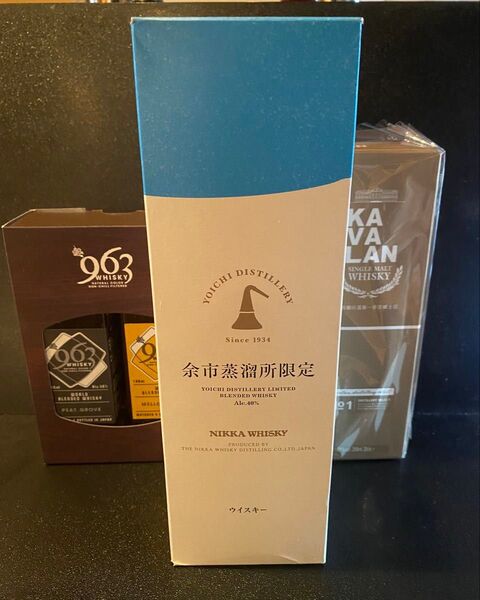 YOICHI DISTILLERY
Since 1934
余市蒸溜所限定
YOICHI DISTILLERY LIMITED
BLENDED WHISKY
Alc.40%
NIKKA WHISKY
PRODUCED BY
THE NIKKA WHISKY DISTILLING CO.,LTD.JAPAN
ウイスキー
963
WHISKY
NATURAL COLOR
NON-CHILL FILTERED
963
WHISKY
WORLD
BLENDED WHISKY
PEAT GROVE
BOTTLED IN JAPAN
KA
VA
LAN
SINGLE MALT
WHISKY